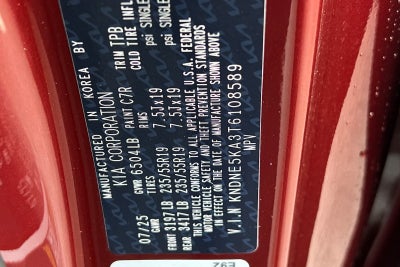 MANUFACTURED IN KOREA BY
KIA CORPORATION
07/25 PAINT C7R TRIM TPB
GVWR 6504LB TIRES RIMS COLD TIRE INFL
GAWR
FRONT 3197LB 235/55R19 7.5Jx19 psi SINGLE
REAR 3417LB 235/55R19 7.5Jx19 psi SINGLE
THIS VEHICLE CONFORMS TO ALL APPLICABLE U.S.A. FEDERAL
MOTOR VEHICLE SAFETY AND THEFT PREVENTION STANDARDS
IN EFFECT ON THE DATE OF MANUFACTURE SHOWN ABOVE
V.I.N KNDNE5KA3TG108589
MPV
E92